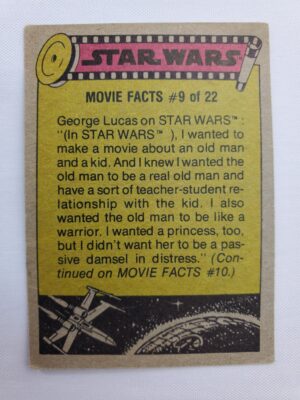 STAR WARS
MOVIE FACTS #9 of 22
George Lucas on STAR WARS™:
"(In STAR WARS™ ), I wanted to
make a movie about an old man
and a kid. And I knew I wanted the
old man to be a real old man and
have a sort of teacher-student re-
lationship with the kid. I also
wanted the old man to be like a
warrior. I wanted a princess, too,
but I didn't want her to be a pas-
sive damsel in distress." (Con-
tinued on MOVIE FACTS #10.)